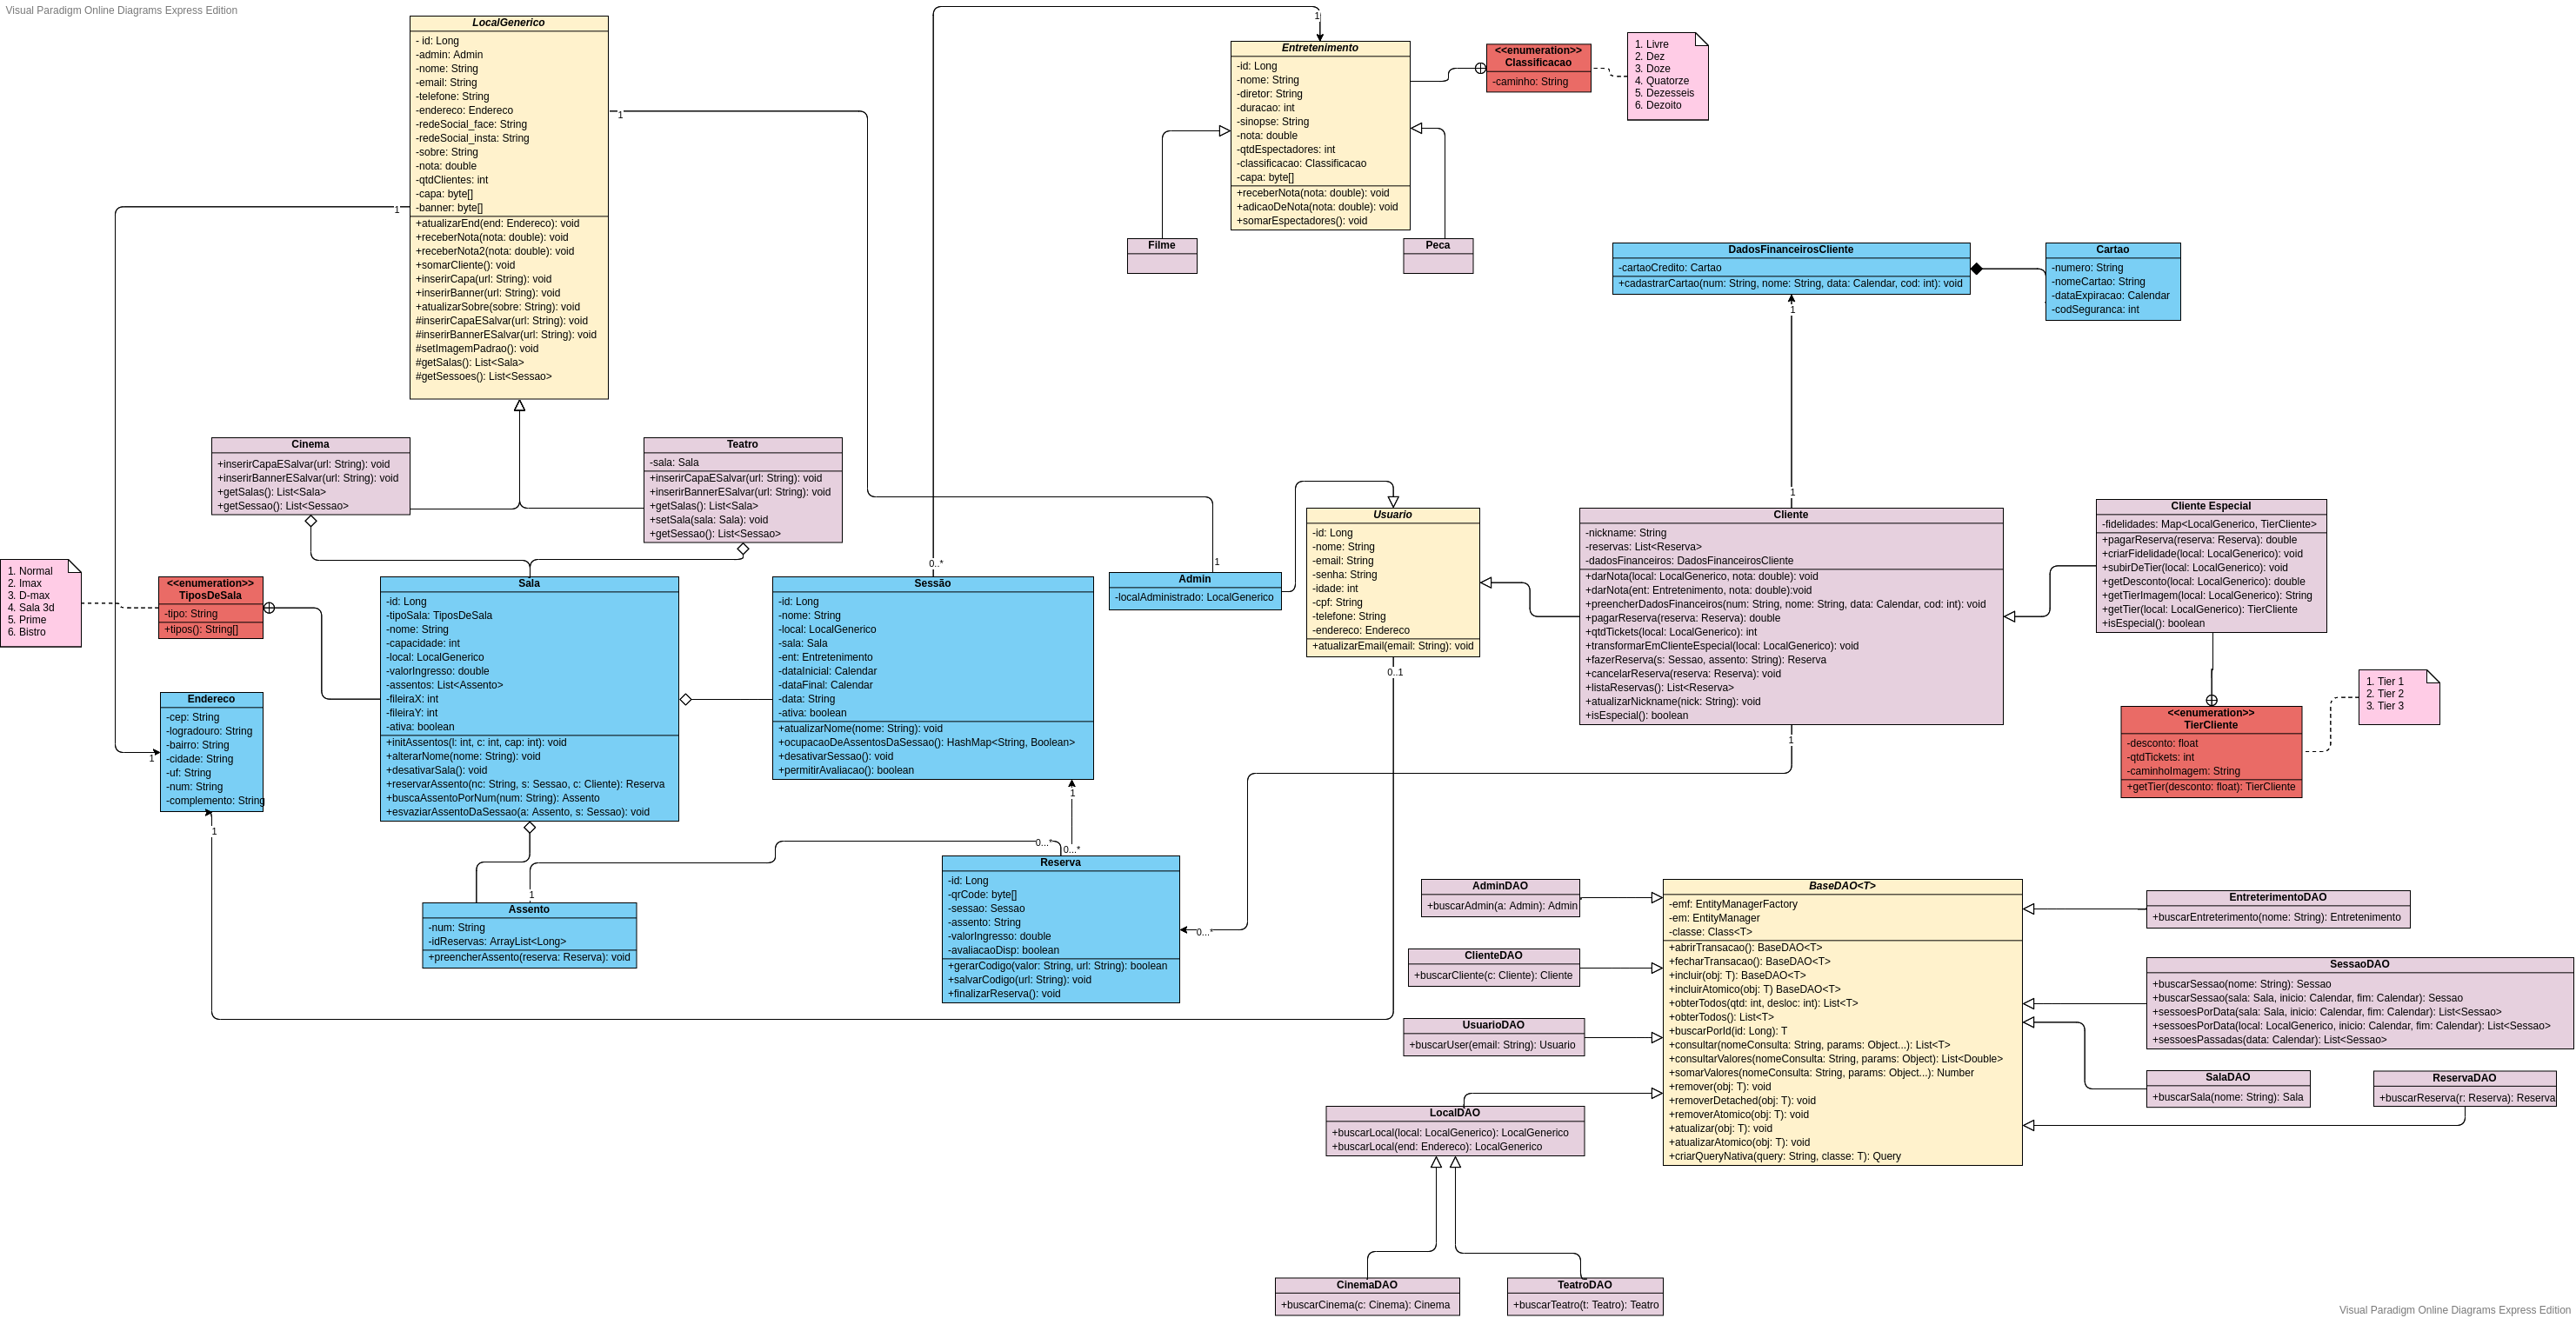 Visual Paradigm Online Diagrams Express Edition
LocalGenerico
- id: Long
-admin: Admin
-nome: String
-email: String
-telefone: String
-endereco: Endereco
-redeSocial_face: String
-redeSocial_insta: String
-sobre: String
-nota: double
-qtdClientes: int
-capa: byte[]
-banner: byte[]
+atualizarEnd(end: Endereco): void
+receberNota(nota: double): void
+receberNota2(nota: double): void
+somarCliente(): void
+inserirCapa(url: String): void
+inserirBanner(url: String): void
+atualizarSobre(sobre: String): void
#inserirCapaESalvar(url: String): void
#inserirBannerESalvar(url: String): void
#setImagemPadrao(): void
#getSalas(): List<Sala>
#getSessoes(): List<Sessao>
1
1
1
Entretenimento
-id: Long
-nome: String
-diretor: String
-duracao: int
-sinopse: String
-nota: double
-qtdEspectadores: int
-classificacao: Classificacao
-capa: byte[]
+receberNota(nota: double): void
+adicaoDeNota(nota: double): void
+somarEspectadores(): void
<<enumeration>>
Classificacao
-caminho: String
1. Livre
2. Dez
3. Doze
4. Quatorze
5. Dezesseis
6. Dezoito
Filme
Peca
DadosFinanceirosCliente
-cartaoCredito: Cartao
+cadastrarCartao(num: String, nome: String, data: Calendar, cod: int): void
1
1
Cartao
-numero: String
-nomeCartao: String
-dataExpiracao: Calendar
-codSeguranca: int
Cinema
+inserirCapaESalvar(url: String): void
+inserirBannerESalvar(url: String): void
+getSalas(): List<Sala>
+getSessao(): List<Sessao>
Teatro
-sala: Sala
+inserirCapaESalvar(url: String): void
+inserirBannerESalvar(url: String): void
+getSalas(): List<Sala>
+setSala(sala: Sala): void
+getSessao(): List<Sessao>
1. Normal
2. Imax
3. D-max
4. Sala 3d
5. Prime
6. Bistro
<<enumeration>>
TiposDeSala
-tipo: String
+tipos(): String[]
Endereco
-cep: String
-logradouro: String
-bairro: String
-cidade: String
-uf: String
-num: String
-complemento: String
1
1
Sala
-id: Long
-tipoSala: TiposDeSala
-nome: String
-capacidade: int
-local: LocalGenerico
-valorIngresso: double
-assentos: List<Assento>
-fileiraX: int
-fileiraY: int
-ativa: boolean
+initAssentos(l: int, c: int, cap: int): void
+alterarNome(nome: String): void
+desativarSala(): void
+reservarAssento(nc: String, s: Sessao, c: Cliente): Reserva
+buscaAssentoPorNum(num: String): Assento
+esvaziarAssentoDaSessao(a: Assento, s: Sessao): void
0..*
Sessão
-id: Long
-nome: String
-local: LocalGenerico
-sala: Sala
-ent: Entretenimento
-dataInicial: Calendar
-dataFinal: Calendar
-data: String
-ativa: boolean
+atualizarNome(nome: String): void
+ocupacaoDeAssentosDaSessao(): HashMap<String, Boolean>
+desativarSessao(): void
+permitirAvaliacao(): boolean
1
0...*
0...*
1
Admin
-localAdministrado: LocalGenerico
Usuario
-id: Long
-nome: String
-email: String
-senha: String
-idade: int
-cpf: String
-telefone: String
-endereco: Endereco
+atualizarEmail(email: String): void
0..1
Cliente
-nickname: String
-reservas: List<Reserva>
-dadosFinanceiros: DadosFinanceirosCliente
+darNota(local: LocalGenerico, nota: double): void
+darNota(ent: Entretenimento, nota: double):void
+preencherDadosFinanceiros(num: String, nome: String, data: Calendar, cod: int): void
+pagarReserva(reserva: Reserva): double
+qtdTickets(local: LocalGenerico): int
+transformarEmClienteEspecial(local: LocalGenerico): void
+fazerReserva(s: Sessao, assento: String): Reserva
+cancelarReserva(reserva: Reserva): void
+listaReservas(): List<Reserva>
+atualizarNickname(nick: String): void
+isEspecial(): boolean
1
Cliente Especial
-fidelidades: Map<LocalGenerico, TierCliente>
+pagarReserva(reserva: Reserva): double
+criarFidelidade(local: LocalGenerico): void
+subirDeTier(local: LocalGenerico): void
+getDesconto(local: LocalGenerico): double
+getTierImagem(local: LocalGenerico): String
+getTier(local: LocalGenerico): TierCliente
+isEspecial(): boolean
<<enumeration>>
TierCliente
-desconto: float
-qtdTickets: int
-caminhoImagem: String
+getTier(desconto: float): TierCliente
1. Tier 1
2. Tier 2
3. Tier 3
1
Assento
-num: String
-idReservas: ArrayList<Long>
+preencherAssento(reserva: Reserva): void
Reserva
-id: Long
-qrCode: byte[]
-sessao: Sessao
-assento: String
-valorIngresso: double
-avaliacaoDisp: boolean
+gerarCodigo(valor: String, url: String): boolean
+salvarCodigo(url: String): void
+finalizarReserva(): void
0...*
AdminDAO
+buscarAdmin(a: Admin): Admin
ClienteDAO
+buscarCliente(c: Cliente): Cliente
UsuarioDAO
+buscarUser(email: String): Usuario
LocalDAO
+buscarLocal(local: LocalGenerico): LocalGenerico
+buscarLocal(end: Endereco): LocalGenerico
CinemaDAO
+buscarCinema(c: Cinema): Cinema
TeatroDAO
+buscarTeatro(t: Teatro): Teatro
BaseDAO<T>
-emf: EntityManagerFactory
-em: EntityManager
-classe: Class<T>
+abrirTransacao(): BaseDAO<T>
+fecharTransacao(): BaseDAO<T>
+incluir(obj: T): BaseDAO<T>
+incluirAtomico(obj: T) BaseDAO<T>
+obterTodos(qtd: int, desloc: int): List<T>
+obterTodos(): List<T>
+buscarPorId(id: Long): T
+consultar(nomeConsulta: String, params: Object...): List<T>
+consultarValores(nomeConsulta: String, params: Object): List<Double>
+somarValores(nomeConsulta: String, params: Object...): Number
+remover(obj: T): void
+removerDetached(obj: T): void
+removerAtomico(obj: T): void
+atualizar(obj: T): void
+atualizarAtomico(obj: T): void
+criarQueryNativa(query: String, classe: T): Query
EntreterimentoDAO
+buscarEntreterimento(nome: String): Entretenimento
SessaoDAO
+buscarSessao(nome: String): Sessao
+buscarSessao(sala: Sala, inicio: Calendar, fim: Calendar): Sessao
+sessoesPorData(sala: Sala, inicio: Calendar, fim: Calendar): List<Sessao>
+sessoesPorData(local: LocalGenerico, inicio: Calendar, fim: Calendar): List<Sessao>
+sessoesPassadas(data: Calendar): List<Sessao>
SalaDAO
+buscarSala(nome: String): Sala
ReservaDAO
+buscarReserva(r: Reserva): Reserva
Visual Paradigm Online Diagrams Express Edition